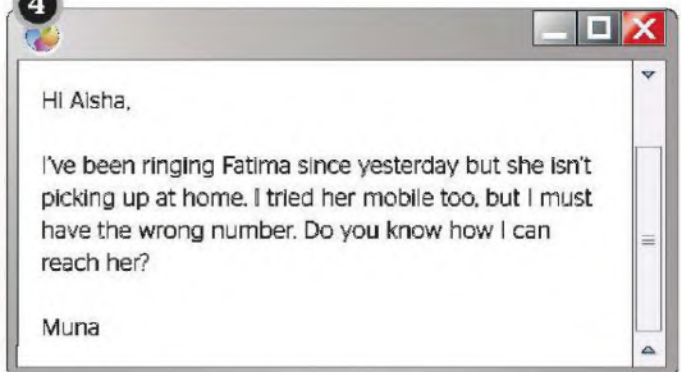 4
Hi Aisha,
I've been ringing Fatima since yesterday but she isn't
picking up at home. I tried her mobile too, but I must
have the wrong number. Do you know how I can
reach her?
Muna